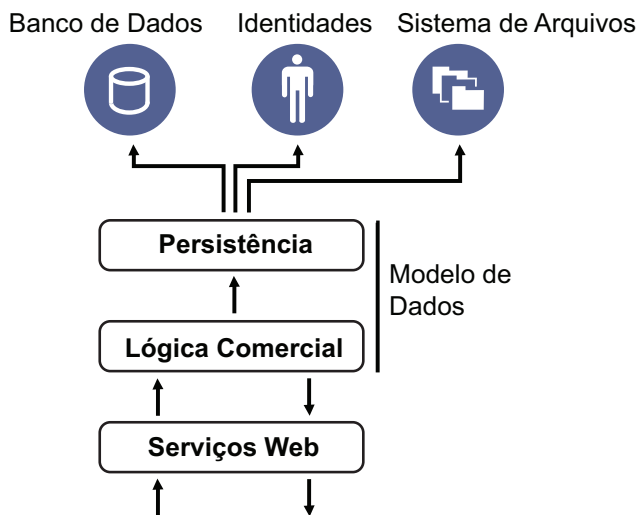 Banco de Dados
Identidades
Sistema de Arquivos
Persistência
Modelo de
Dados
Lógica Comercial
Serviços Web